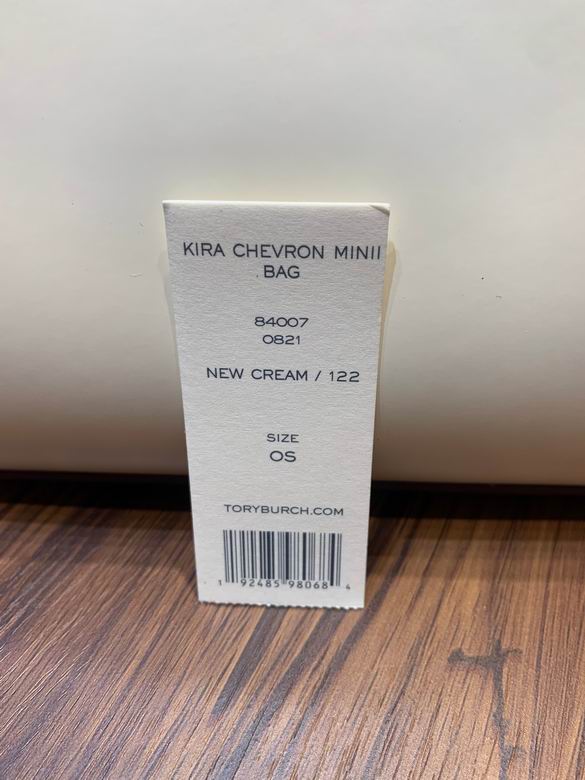 KIRA CHEVRON MINII
BAG
84007
0821
NEW CREAM / 122
SIZE
OS
TORYBURCH.COM
1 92485 98068 4